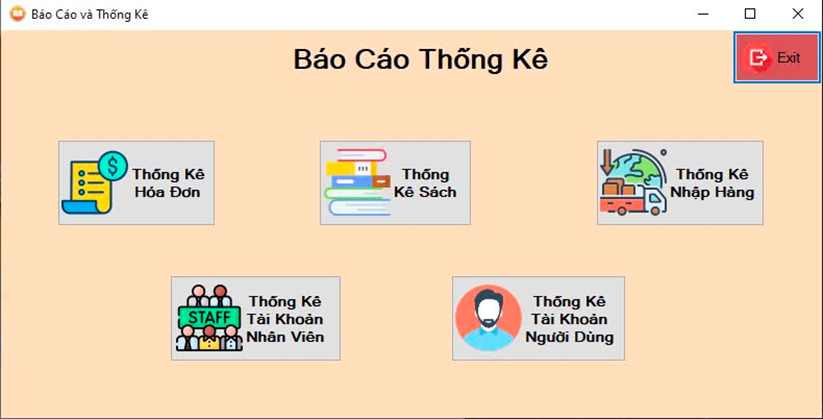 Báo Cáo và Thống Kê
Báo Cáo Thống Kê
Exit
Thống Kê
Hóa Đơn
Thống
Kê Sách
Thống Kê
Nhập Hàng
STAFF
Thống Kê
Tài Khoản
Nhân Viên
Thống Kê
Tài Khoản
Người Dùng